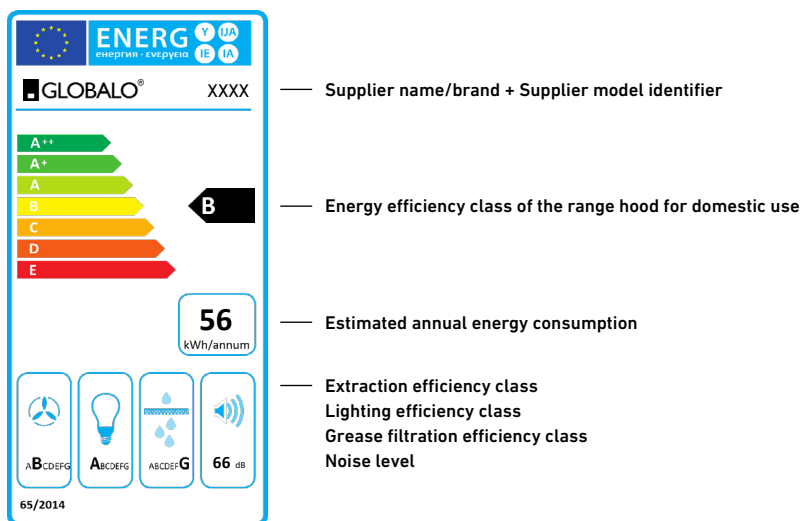 ENERG Y IJA
енергия · ενεργεια IE IA
GLOBALO® XXXX
Supplier name/brand + Supplier model identifier
A++
A+
A
B
B
Energy efficiency class of the range hood for domestic use
C
D
E
56
kWh/annum
Estimated annual energy consumption
Extraction efficiency class
Lighting efficiency class
Grease filtration efficiency class
Noise level
ABCDEFG
ABCDEFG
ABCDEFG
66 dB
65/2014